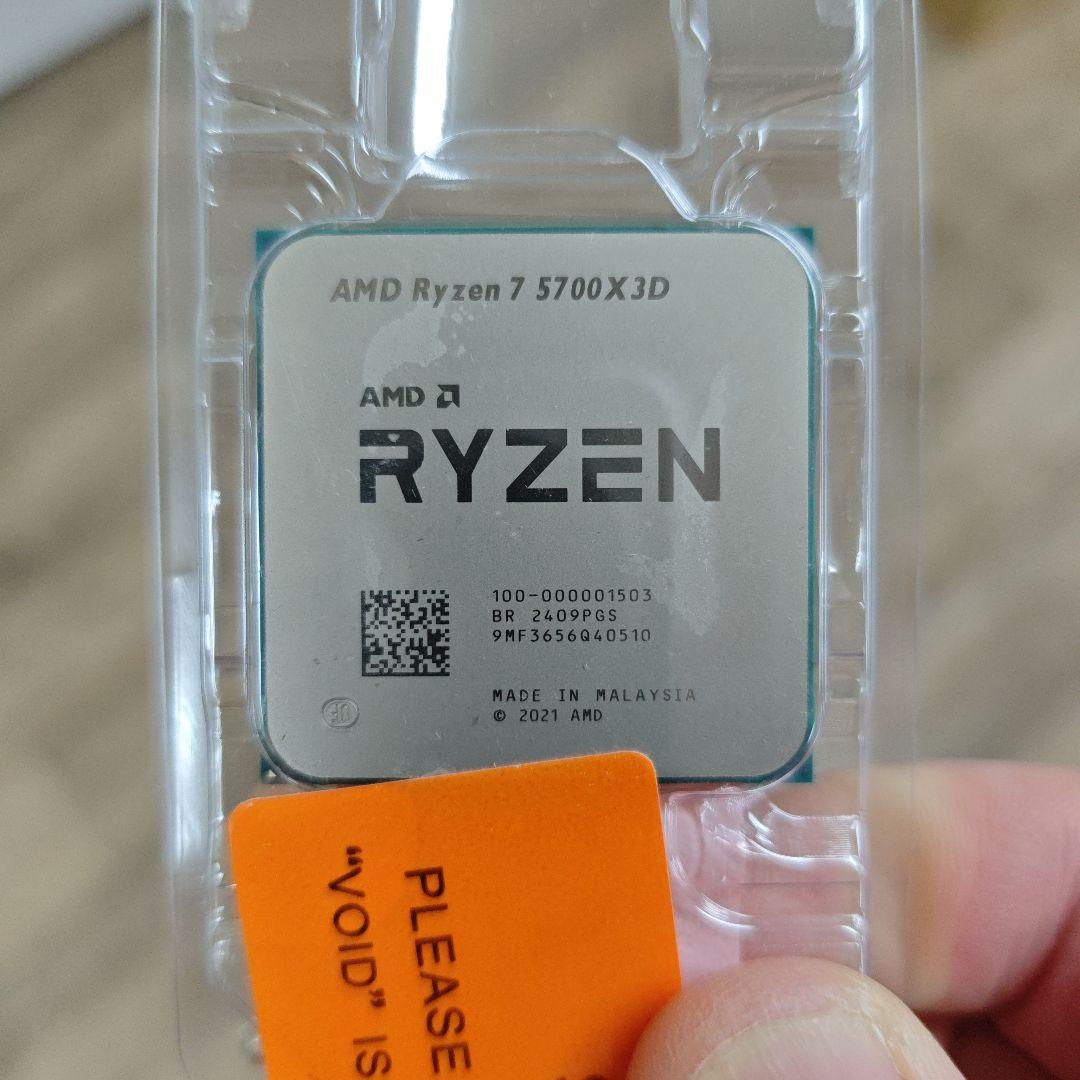 AMD Ryzen 7 5700X3D
AMD
RYZEN
100-000001503
BR 2409PGS
9MF3656Q40510
MADE IN MALAYSIA
© 2021 AMD
PLEASE
“VOID” IS